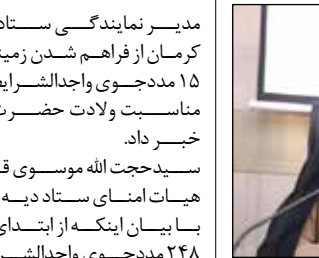 مدیر نمایندگی ستاد
کرمان از فراهم شدن
۱۵ مددجوی واجدالشرایط
مناسبت ولادت حضرت
خبر داد.
سیدحجت الله موسوی
هیات امنای ستاد دیه
با بیان اینکه از ابتدای
۲۴۸ مددجوی